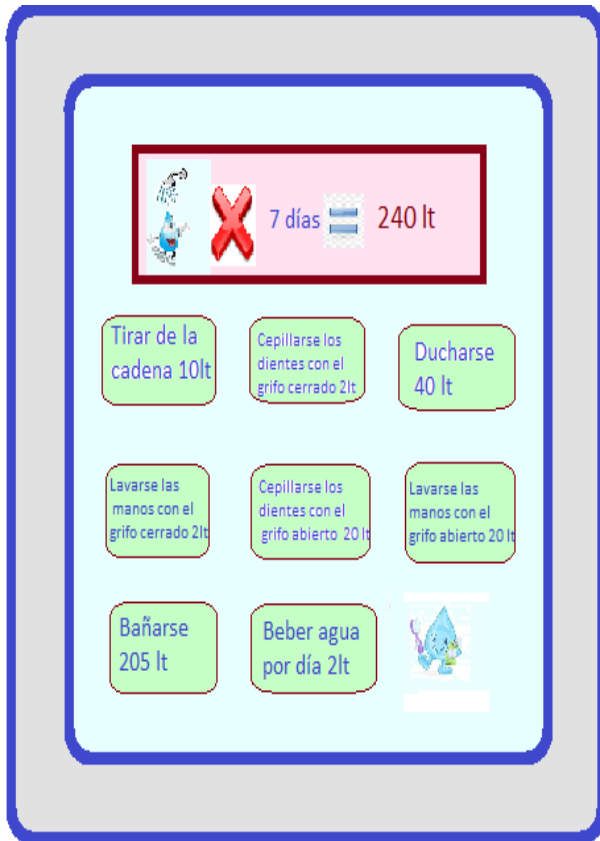 7 días 240 lt
Tirar de la
cadena 10lt
Cepillarse los
dientes con el
grifo cerrado 2lt
Ducharse
40 lt
Lavarse las
manos con el
grifo cerrado 2lt
Cepillarse los
dientes con el
grifo abierto 20 lt
Lavarse las
manos con el
grifo abierto 20 lt
Bañarse
205 lt
Beber agua
por día 2lt